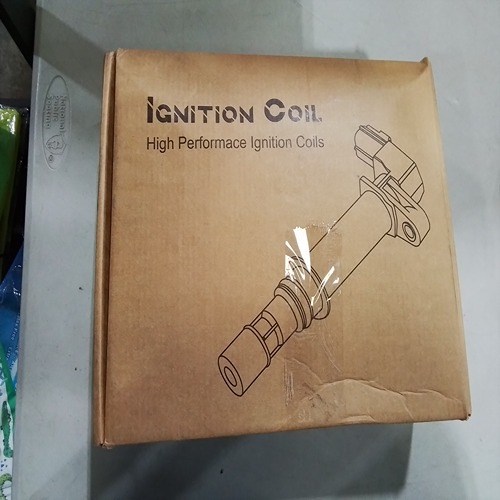 IGNITION COIL
High Performace Ignition Coils